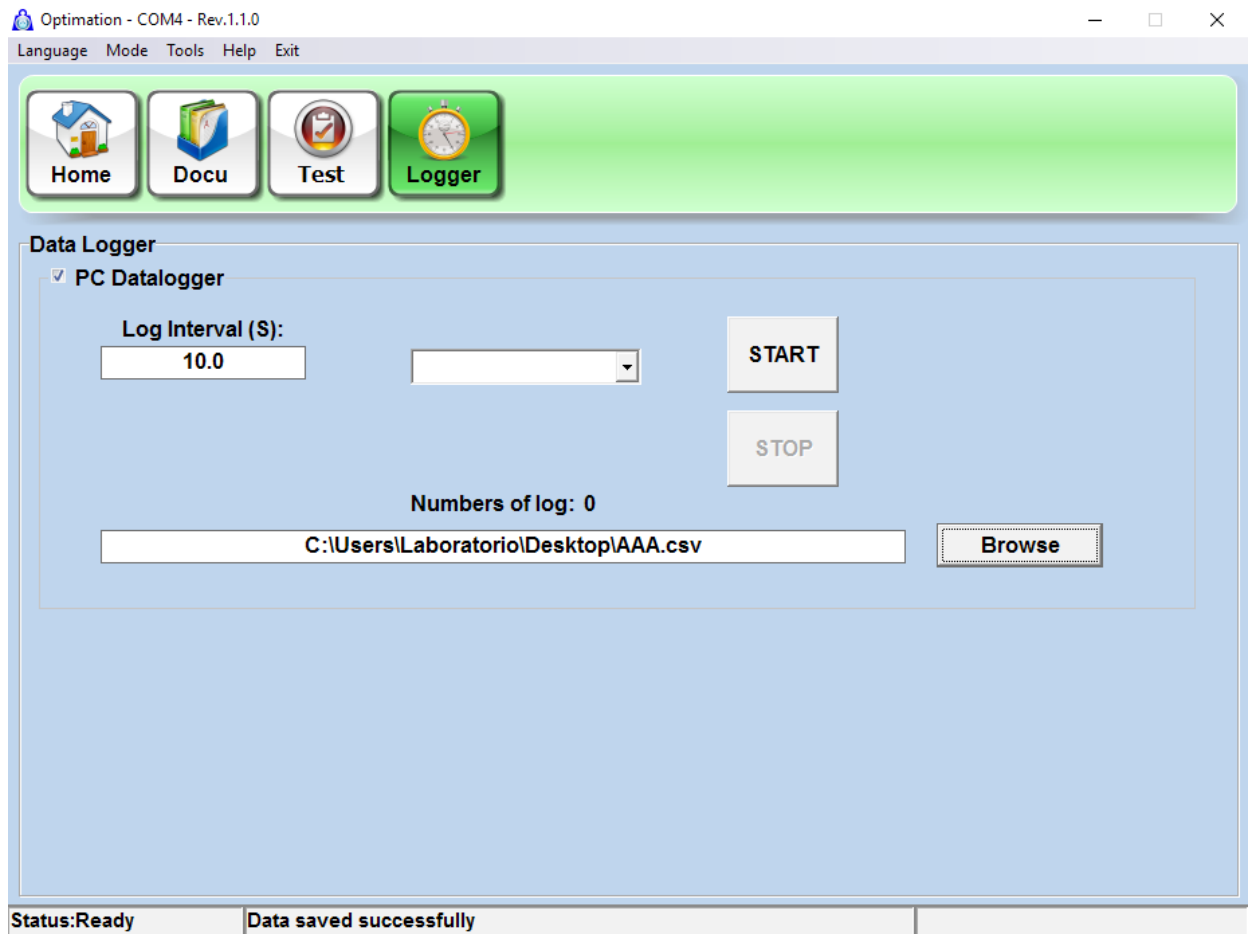 Optimation - COM4 - Rev.1.1.0
Language Mode Tools Help Exit
Home Docu Test Logger
Data Logger
PC Datalogger
Log Interval (S):
10.0
START
STOP
Numbers of log: 0
C:\Users\Laboratorio\Desktop\AAA.csv
Browse
Status:Ready
Data saved successfully